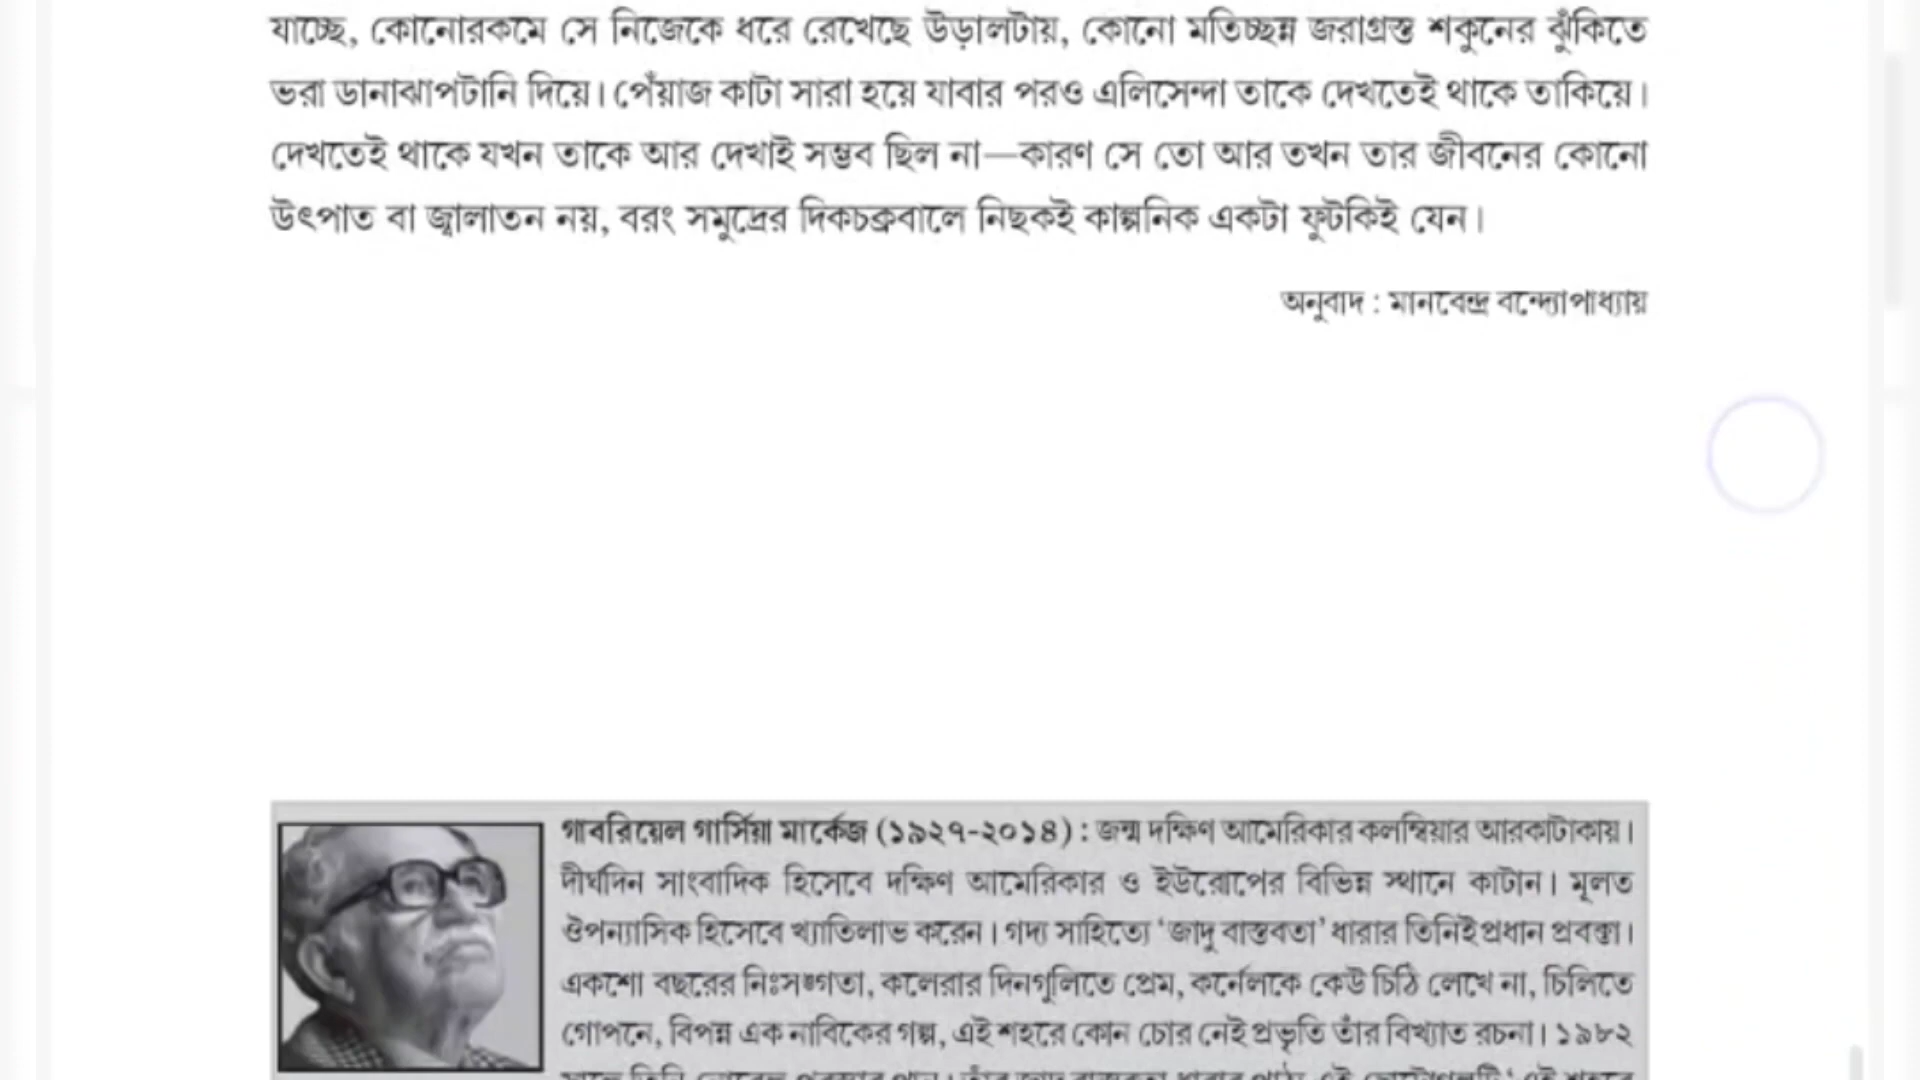 যাচ্ছে, কোনোরকমে সে নিজেকে ধরে রেখেছে উড়ালটায়, কোনো মতিচ্ছন্ন জরাগ্রস্ত শকুনের ঝুঁকিতে
ভরা ডানাঝাপটানি দিয়ে। পেঁয়াজ কাটা সারা হয়ে যাবার পরও এলিসেন্দা তাকে দেখতেই থাকে তাকিয়ে।
দেখতেই থাকে যখন তাকে আর দেখাই সম্ভব ছিল না—কারণ সে তো আর তখন তার জীবনের কোনো
উৎপাত বা জ্বালাতন নয়, বরং সমুদ্রের দিকচক্রবালে নিছকই কাল্পনিক একটা ফুটকিই যেন।
অনুবাদ : মানবেন্দ্র বন্দ্যোপাধ্যায়
গাবরিয়েল গার্সিয়া মার্কেজ (১৯২৭-২০১৪) : জন্ম দক্ষিণ আমেরিকার কলম্বিয়ার আরকাটাকায়।
দীর্ঘদিন সাংবাদিক হিসেবে দক্ষিণ আমেরিকার ও ইউরোপের বিভিন্ন স্থানে কাটান। মূলত
ঔপন্যাসিক হিসেবে খ্যাতিলাভ করেন। গদ্য সাহিত্যে ‘জাদু বাস্তবতা’ ধারার তিনিই প্রধান প্রবক্তা।
একশো বছরের নিঃসঙ্গতা, কলেরার দিনগুলিতে প্রেম, কর্নেলকে কেউ চিঠি লেখে না, চিলিতে
গোপনে, বিপন্ন এক নাবিকের গল্প, এই শহরে কোন চোর নেই প্রভৃতি তাঁর বিখ্যাত রচনা। ১৯৮২